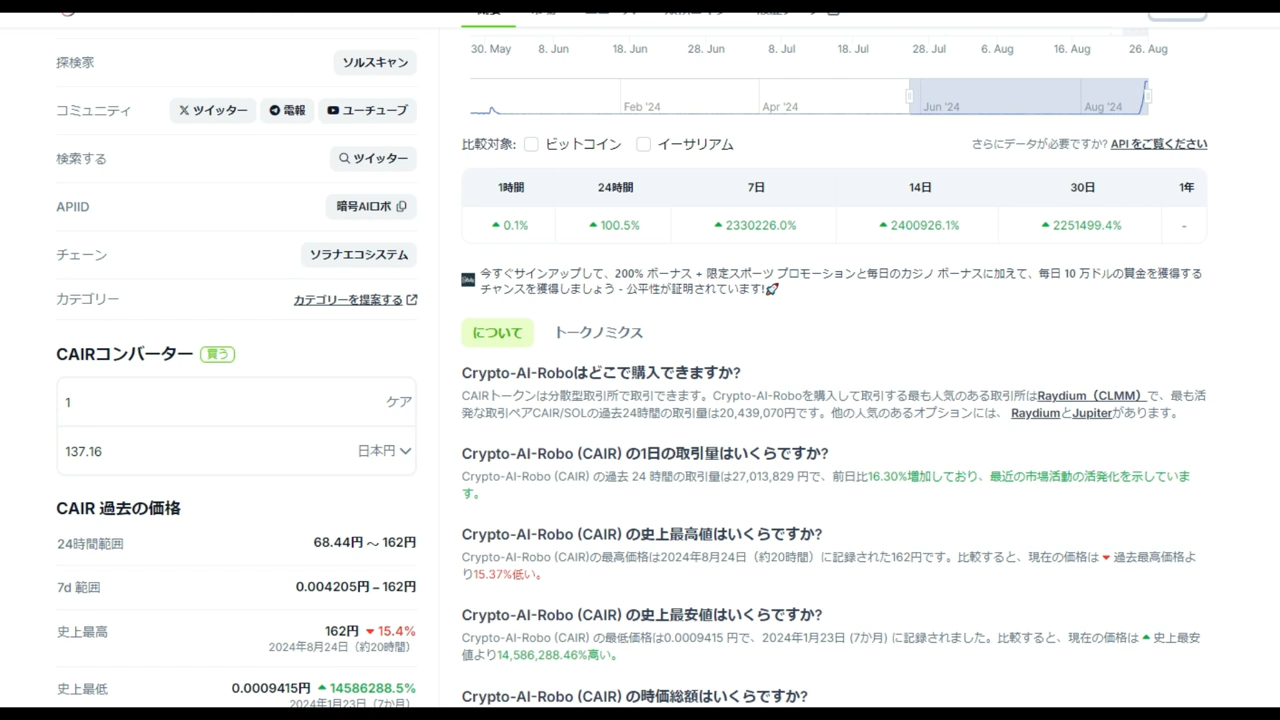 探検家 ソルスキャン
コミュニティ ツイッター 電報 ユーチューブ
検索する ツイッター
APIID 暗号AIロボ
チェーン ソラナエコシステム
カテゴリー カテゴリーを提案する
CAIRコンバーター 買う
1 ケア
137.16 日本円
CAIR 過去の価格
24時間範囲 68.44円 ～ 162円
7d 範囲 0.004205円 – 162円
史上最高 162円 15.4%
2024年8月24日（約20時間）
史上最低 0.0009415円 14586288.5%
2024年1月23日（7か月）
30. May 8. Jun 18. Jun 28. Jun 8. Jul 18. Jul 28. Jul 6. Aug 16. Aug 26. Aug
Feb '24 Apr '24 Jun '24 Aug '24
比較対象: ビットコイン イーサリアム さらにデータが必要ですか? API をご覧ください
1時間 24時間 7日 14日 30日 1年
0.1% 100.5% 2330226.0% 2400926.1% 2251499.4% -
今すぐサインアップして、200% ボーナス + 限定スポーツ プロモーションと毎日のカジノ ボーナスに加えて、毎日 10 万ドルの賞金を獲得する
チャンスを獲得しましょう - 公平性が証明されています!🚀
について トークノミクス
Crypto-AI-Roboはどこで購入できますか?
CAIRトークンは分散型取引所で取引できます。Crypto-AI-Roboを購入して取引する最も人気のある取引所はRaydium（CLMM）で、最も活
発な取引ペアCAIR/SOLの過去24時間の取引量は20,439,070円です。他の人気のあるオプションには、 RaydiumとJupiterがあります。
Crypto-AI-Robo (CAIR) の1日の取引量はいくらですか?
Crypto-AI-Robo (CAIR) の過去 24 時間の取引量は27,013,829 円で、前日比16.30%増加しており、最近の市場活動の活発化を示していま
す。
Crypto-AI-Robo (CAIR) の史上最高値はいくらですか?
Crypto-AI-Robo (CAIR)の最高価格は2024年8月24日（約20時間）に記録された162円です。比較すると、現在の価格は 過去最高価格よ
り15.37%低い。
Crypto-AI-Robo (CAIR) の史上最安値はいくらですか?
Crypto-AI-Robo (CAIR) の最低価格は0.0009415 円で、2024年1月23日 (7か月) に記録されました。比較すると、現在の価格は 史上最安
値より14,586,288.46%高い。
Crypto-AI-Robo (CAIR) の時価総額はいくらですか?